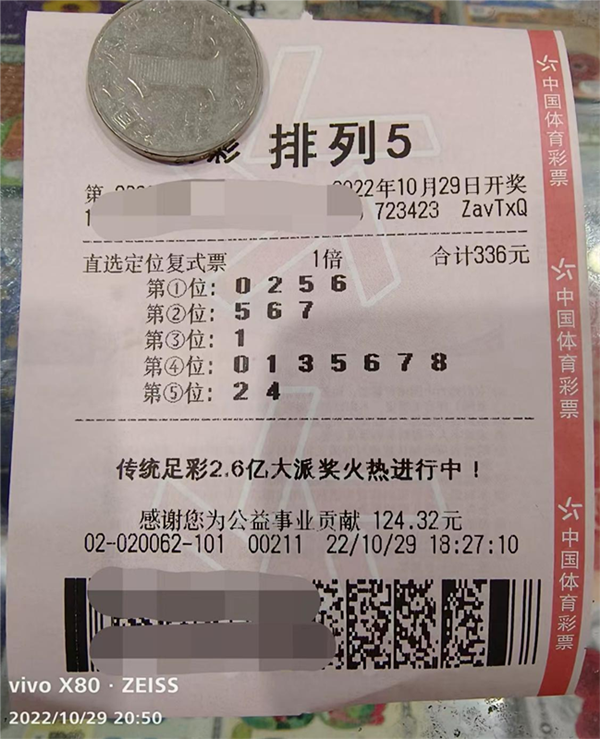 彩 排列5
第
2022年10月29日开奖
1
723423 ZavTxQ
直选定位复式票 1倍 合计336元
第①位: 0 2 5 6
第②位: 5 6 7
第③位: 1
第④位: 0 1 3 5 6 7 8
第⑤位: 2 4
传统足彩2.6亿大派奖火热进行中！
感谢您为公益事业贡献 124.32元
02-020062-101 00211 22/10/29 18:27:10
中国体育彩票
中国体育彩票
中国体育彩票
vivo X80 · ZEISS
2022/10/29 20:50